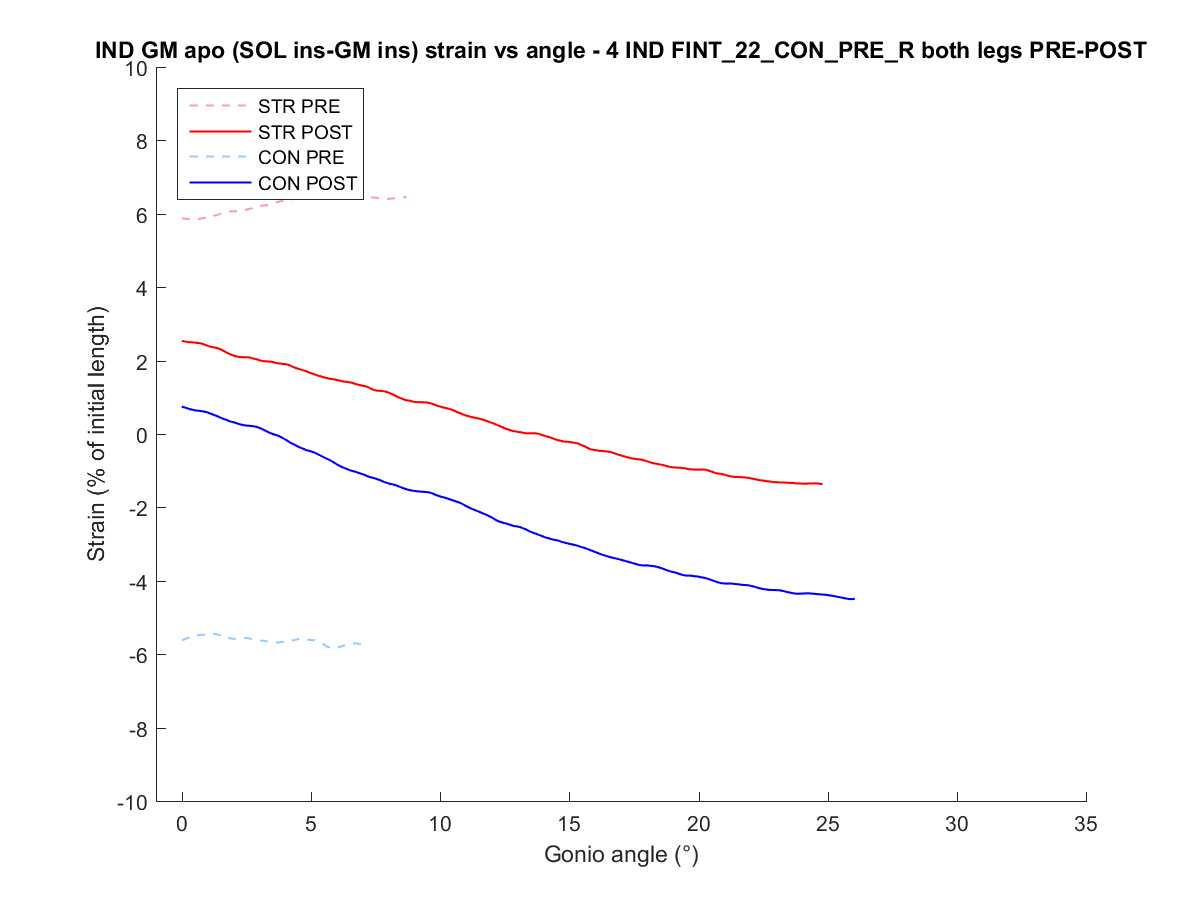 IND GM apo (SOL ins-GM ins) strain vs angle - 4 IND FINT_22_CON_PRE_R both legs PRE-POST
10
8
6
4
2
0
-2
-4
-6
-8
-10
Strain (% of initial length)
STR PRE
STR POST
CON PRE
CON POST
0 5 10 15 20 25 30 35
Gonio angle (°)